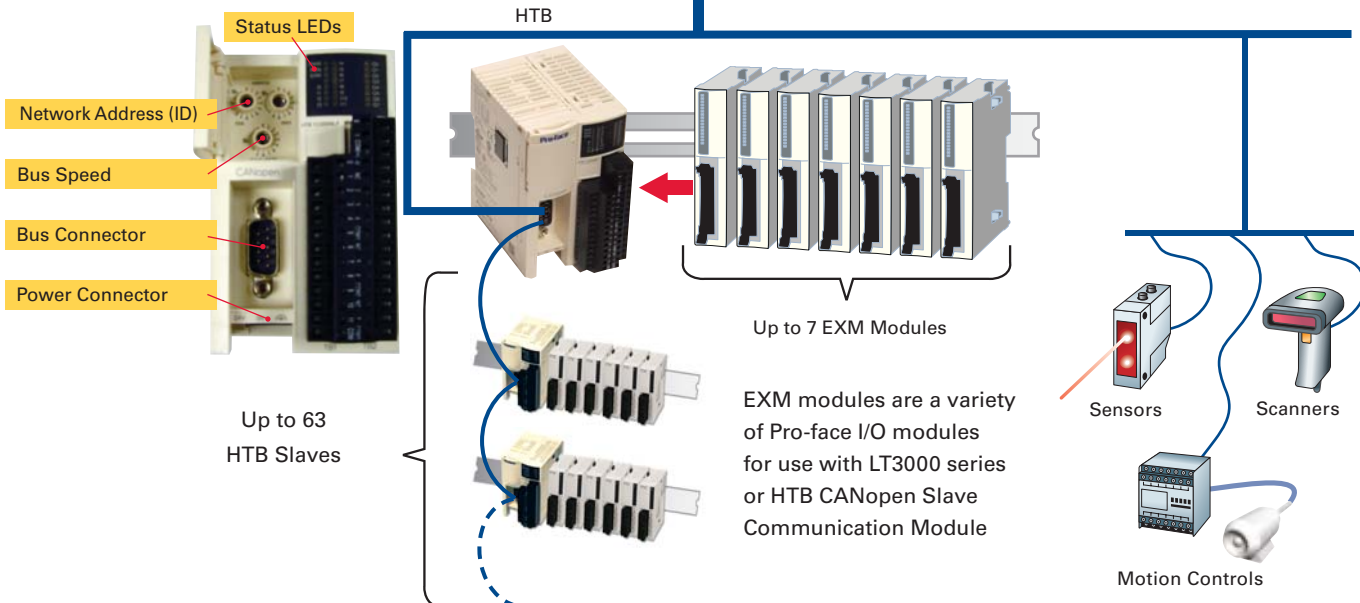 HTB
Status LEDs
Network Address (ID)
Bus Speed
Bus Connector
Power Connector
CANopen
Pro-face
Up to 7 EXM Modules
Up to 63
HTB Slaves
EXM modules are a variety
of Pro-face I/O modules
for use with LT3000 series
or HTB CANopen Slave
Communication Module
Sensors
Scanners
Motion Controls